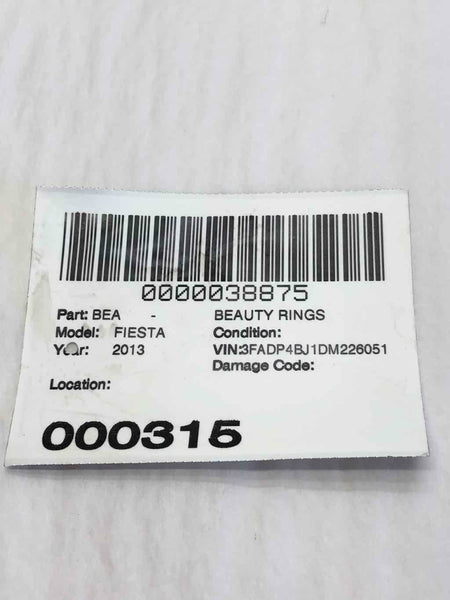 0000038875
Part: BEA - BEAUTY RINGS
Model: FIESTA Condition:
Year: 2013 VIN:3FADP4BJ1DM226051
Damage Code:
Location:
000315